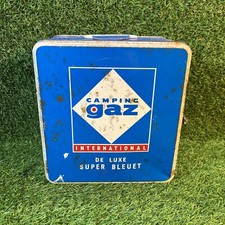 CAMPING
gaz
INTERNATIONAL
DE LUXE
SUPER BLEUET